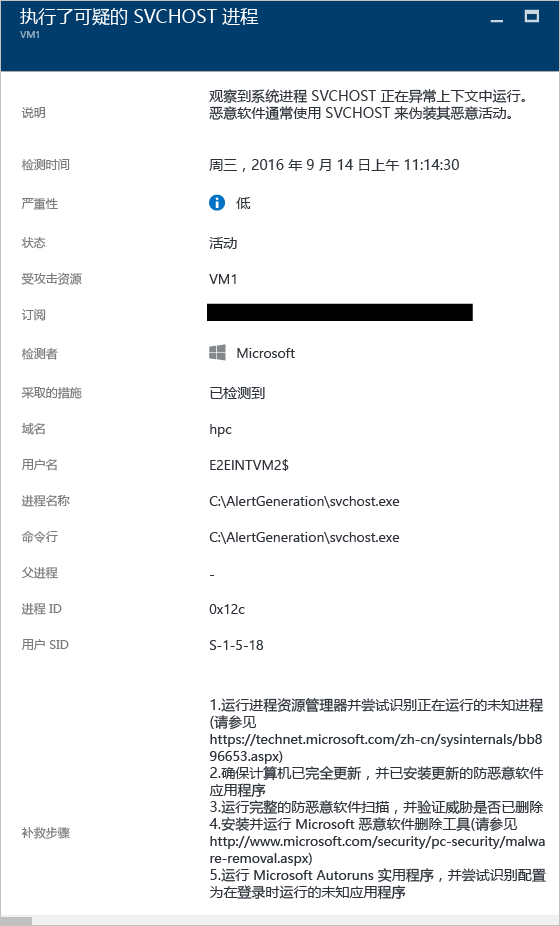 执行了可疑的 SVCHOST 进程
VM1
说明
观察到系统进程 SVCHOST 正在异常上下文中运行。
恶意软件通常使用 SVCHOST 来伪装其恶意活动。
检测时间
周三，2016 年 9 月 14 日上午 11:14:30
严重性
低
状态
活动
受攻击资源
VM1
订阅
检测者
Microsoft
采取的措施
已检测到
域名
hpc
用户名
E2EINTVM2$
进程名称
C:\AlertGeneration\svchost.exe
命令行
C:\AlertGeneration\svchost.exe
父进程
-
进程 ID
0x12c
用户 SID
S-1-5-18
补救步骤
1.运行进程资源管理器并尝试识别正在运行的未知进程
(请参见
https://technet.microsoft.com/zh-cn/sysinternals/bb8
96653.aspx)
2.确保计算机已完全更新，并已安装更新的防恶意软件
应用程序
3.运行完整的防恶意软件扫描，并验证威胁是否已删除
4.安装并运行 Microsoft 恶意软件删除工具(请参见
http://www.microsoft.com/security/pc-security/malwa
re-removal.aspx)
5.运行 Microsoft Autoruns 实用程序，并尝试识别配置
为在登录时运行的未知应用程序